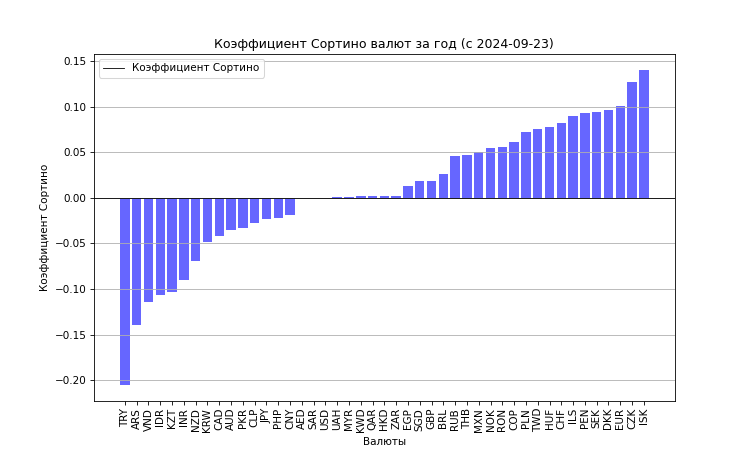 Коэффициент Сортино валют за год (с 2024-09-23)
Коэффициент Сортино
0.15
0.10
0.05
0.00
−0.05
−0.10
−0.15
−0.20
Коэффициент Сортино
TRY ARS VND IDR KZT INR NZD KRW CAD AUD PKR CLP JPY PHP CNY AED SAR USD UAH MYR KWD QAR HKD ZAR EGP SGD GBP BRL RUB THB MXN NOK RON COP PLN TWD HUF CHF ILS PEN SEK DKK EUR CZK ISK
Валюты